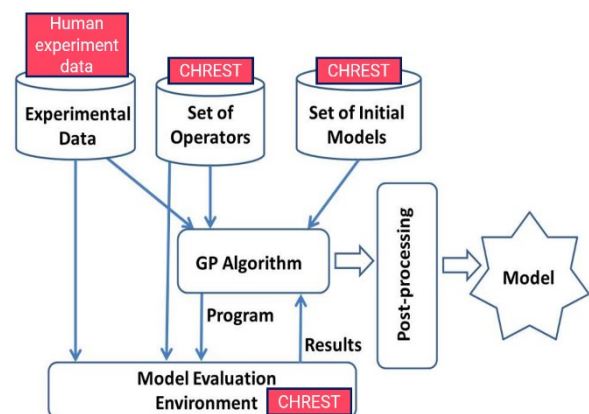 Human
experiment
data
CHREST
CHREST
Experimental
Data
Set of
Operators
Set of Initial
Models
GP Algorithm
Post-processing
Model
Program
Results
Model Evaluation
Environment
CHREST